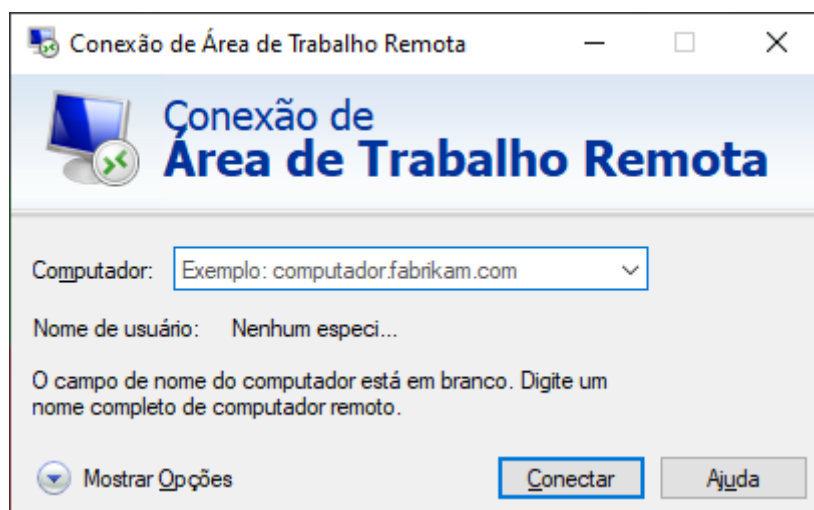 Conexão de Área de Trabalho Remota
Conexão de
Área de Trabalho Remota
Computador: Exemplo: computador.fabrikam.com
Nome de usuário: Nenhum especi...
O campo de nome do computador está em branco. Digite um
nome completo de computador remoto.
Mostrar Opções Conectar Ajuda